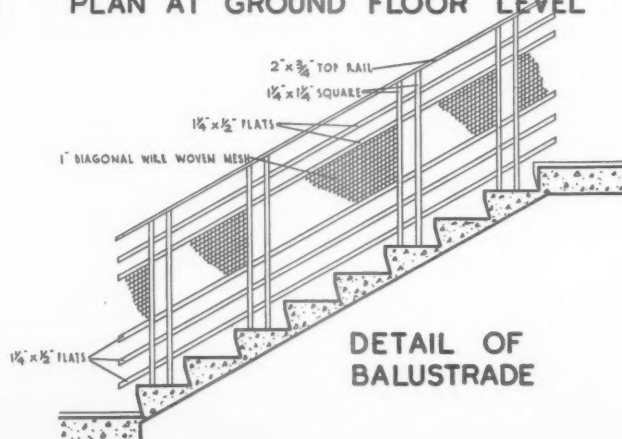 PLAN AT GROUND FLOOR LEVEL
2" x ¾" TOP RAIL
1¼" x 1¼" SQUARE
1¼" x ½" FLATS
1" DIAGONAL WIRE WOVEN MESH
1¼" x ½" FLATS
DETAIL OF
BALUSTRADE